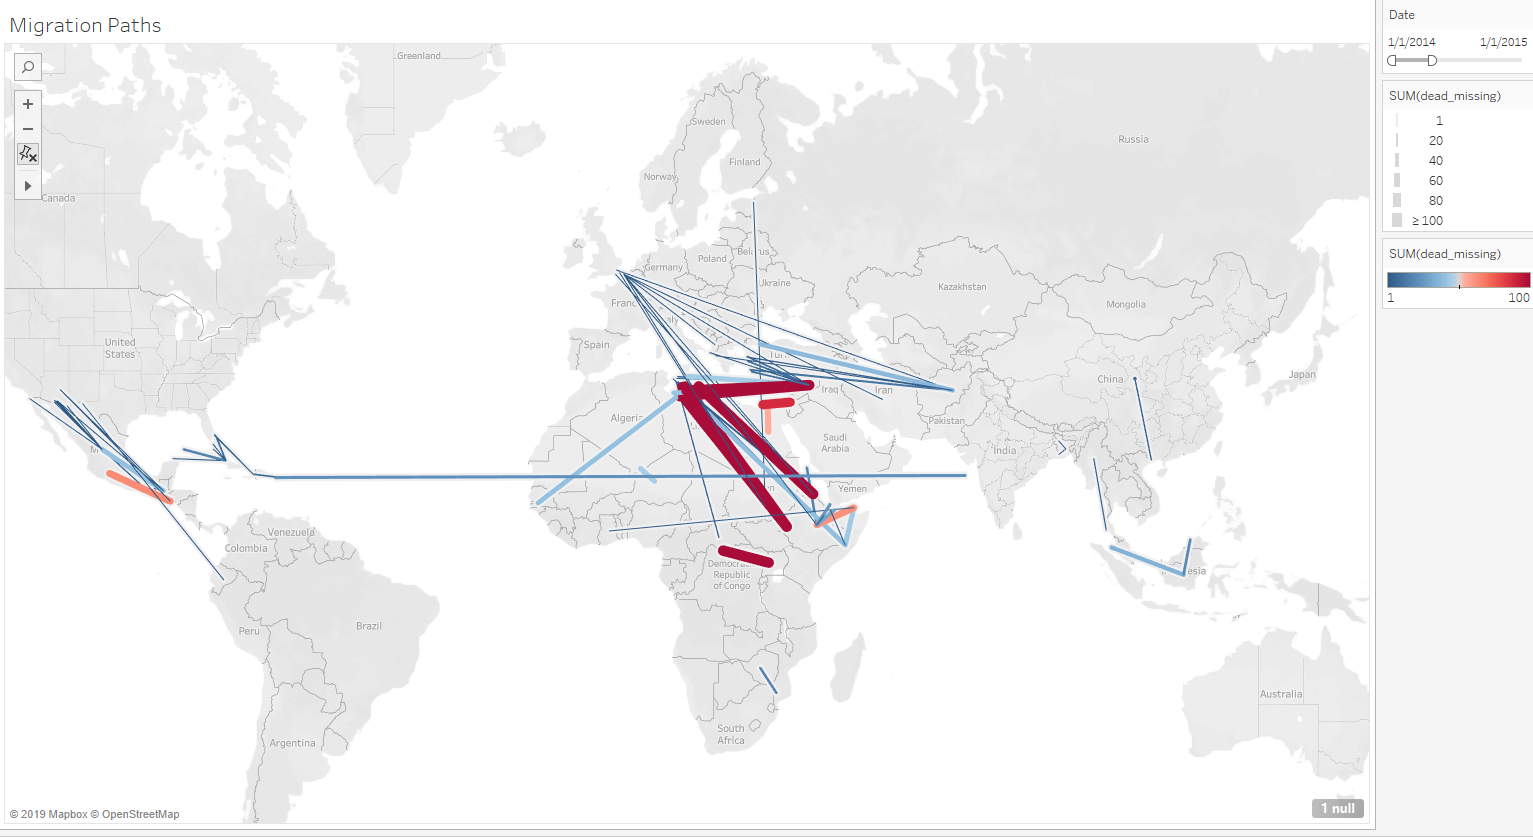 Migration Paths
Date
1/1/2014
1/1/2015
SUM(dead_missing)
1
20
40
60
80
≥ 100
SUM(dead_missing)
1
100
Greenland
Sweden
Finland
Norway
Russia
Canada
Belarus
Poland
Germany
Ukraine
Kazakhstan
Mongolia
United
States
Spain
China
Japan
Iraq
Iran
Algeria
Pakistan
Saudi
Arabia
India
Yemen
Venezuela
Colombia
Democratic
Republic
of Congo
Brazil
Peru
Australia
South
Africa
Argentina
© 2019 Mapbox © OpenStreetMap
1 null